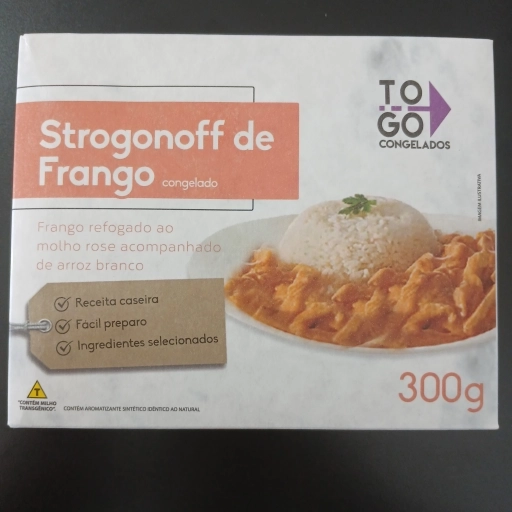 TO
GO
CONGELADOS
Strogonoff de
Frango congelado
IMAGEM ILUSTRATIVA
Frango refogado ao
molho rose acompanhado
de arroz branco
Receita caseira
Fácil preparo
Ingredientes selecionados
300g
T
"CONTÉM MILHO
TRANSGÊNICO".
CONTÉM AROMATIZANTE SINTÉTICO IDÊNTICO AO NATURAL